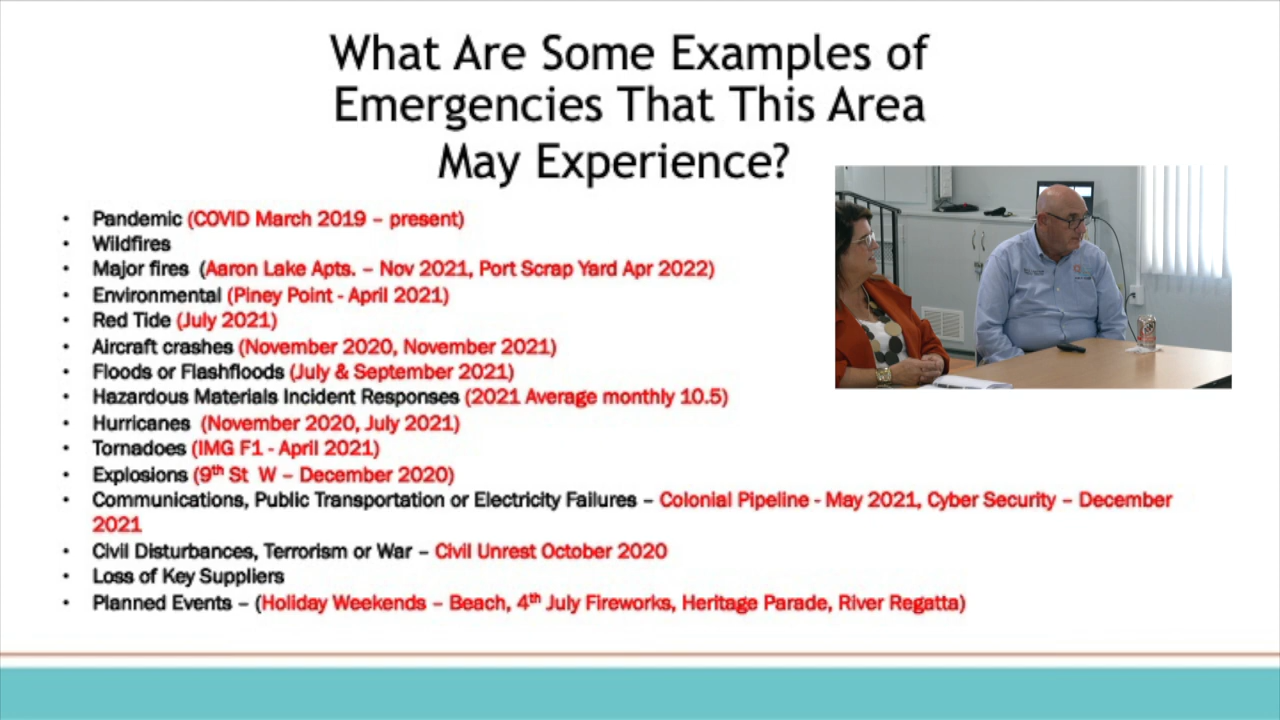 What Are Some Examples of
Emergencies That This Area
May Experience?
• Pandemic (COVID March 2019 – present)
• Wildfires
• Major fires (Aaron Lake Apts. – Nov 2021, Port Scrap Yard Apr 2022)
• Environmental (Piney Point - April 2021)
• Red Tide (July 2021)
• Aircraft crashes (November 2020, November 2021)
• Floods or Flashfloods (July & September 2021)
• Hazardous Materials Incident Responses (2021 Average monthly 10.5)
• Hurricanes (November 2020, July 2021)
• Tornadoes (IMG F1 - April 2021)
• Explosions (9th St W – December 2020)
• Communications, Public Transportation or Electricity Failures – Colonial Pipeline - May 2021, Cyber Security – December
2021
• Civil Disturbances, Terrorism or War – Civil Unrest October 2020
• Loss of Key Suppliers
• Planned Events – (Holiday Weekends – Beach, 4th July Fireworks, Heritage Parade, River Regatta)